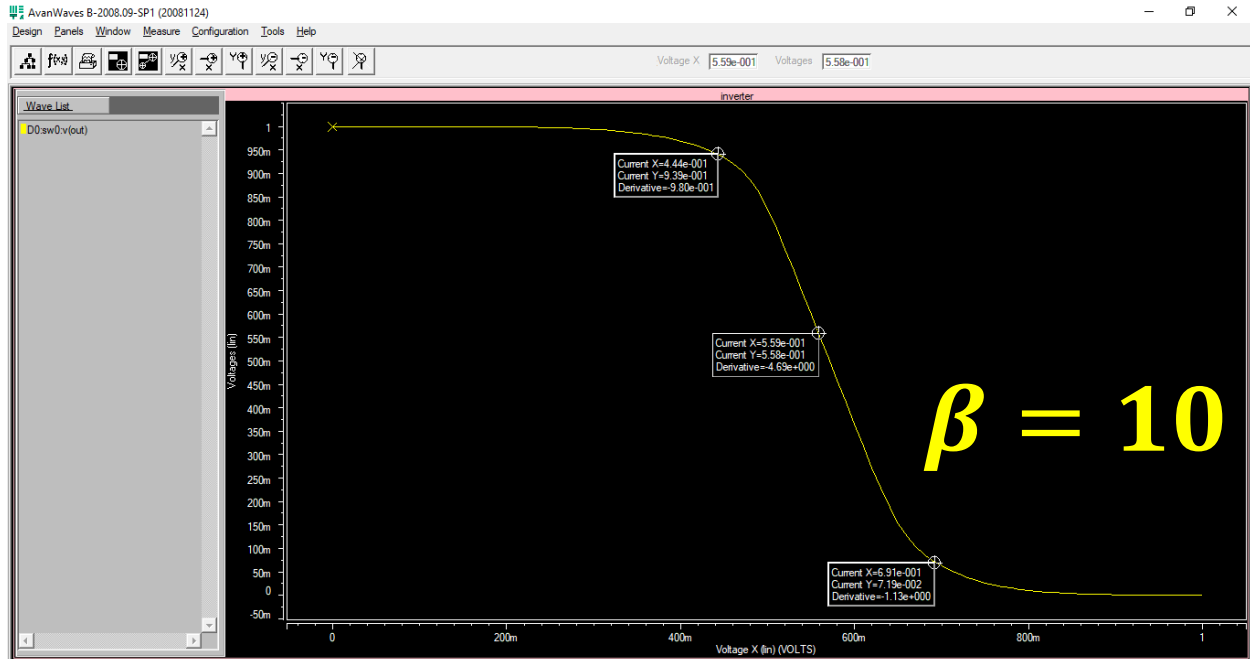 AvanWaves B-2008.09-SP1 (20081124)
Design Panels Window Measure Configuration Tools Help
f(x) Voltage X 5.59e-001 Voltages 5.58e-001
Wave List
D0:sw0:v(out)
inverter
1
950m
900m
850m
800m
750m
700m
650m
600m
550m
500m
450m
400m
350m
300m
250m
200m
150m
100m
50m
0
-50m
Voltages (lin)
Current X=4.44e-001
Current Y=9.39e-001
Derivative=-9.80e-001
Current X=5.59e-001
Current Y=5.58e-001
Derivative=-4.69e+000
β = 10
Current X=6.91e-001
Current Y=7.19e-002
Derivative=-1.13e+000
0 200m 400m 600m 800m 1
Voltage X (lin) (VOLTS)